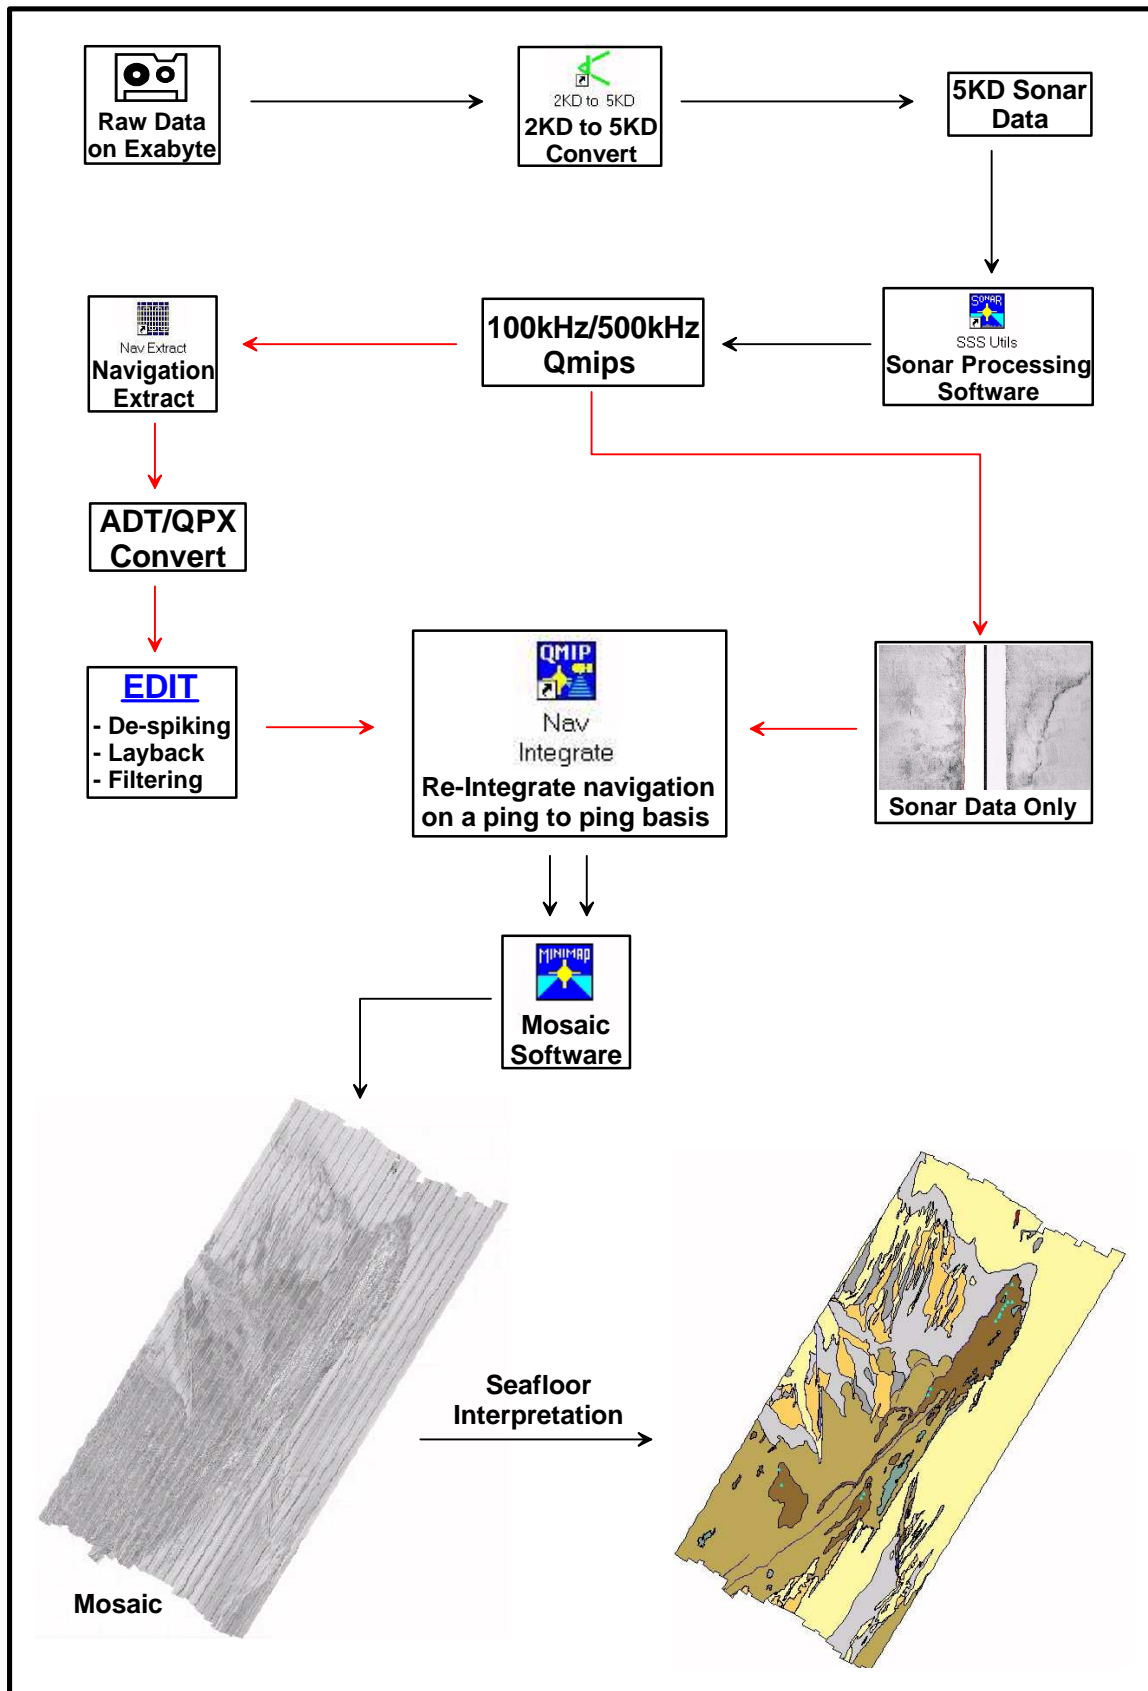 Raw Data
on Exabyte
2KD to 5KD
2KD to 5KD
Convert
5KD Sonar
Data
Nav Extract
Navigation
Extract
100kHz/500kHz
Qmips
SONAR
SSS Utils
Sonar Processing
Software
ADT/QPX
Convert
EDIT
- De-spiking
- Layback
- Filtering
QMIP
Nav
Integrate
Re-Integrate navigation
on a ping to ping basis
Sonar Data Only
MINIMAP
Mosaic
Software
Seafloor
Interpretation
Mosaic